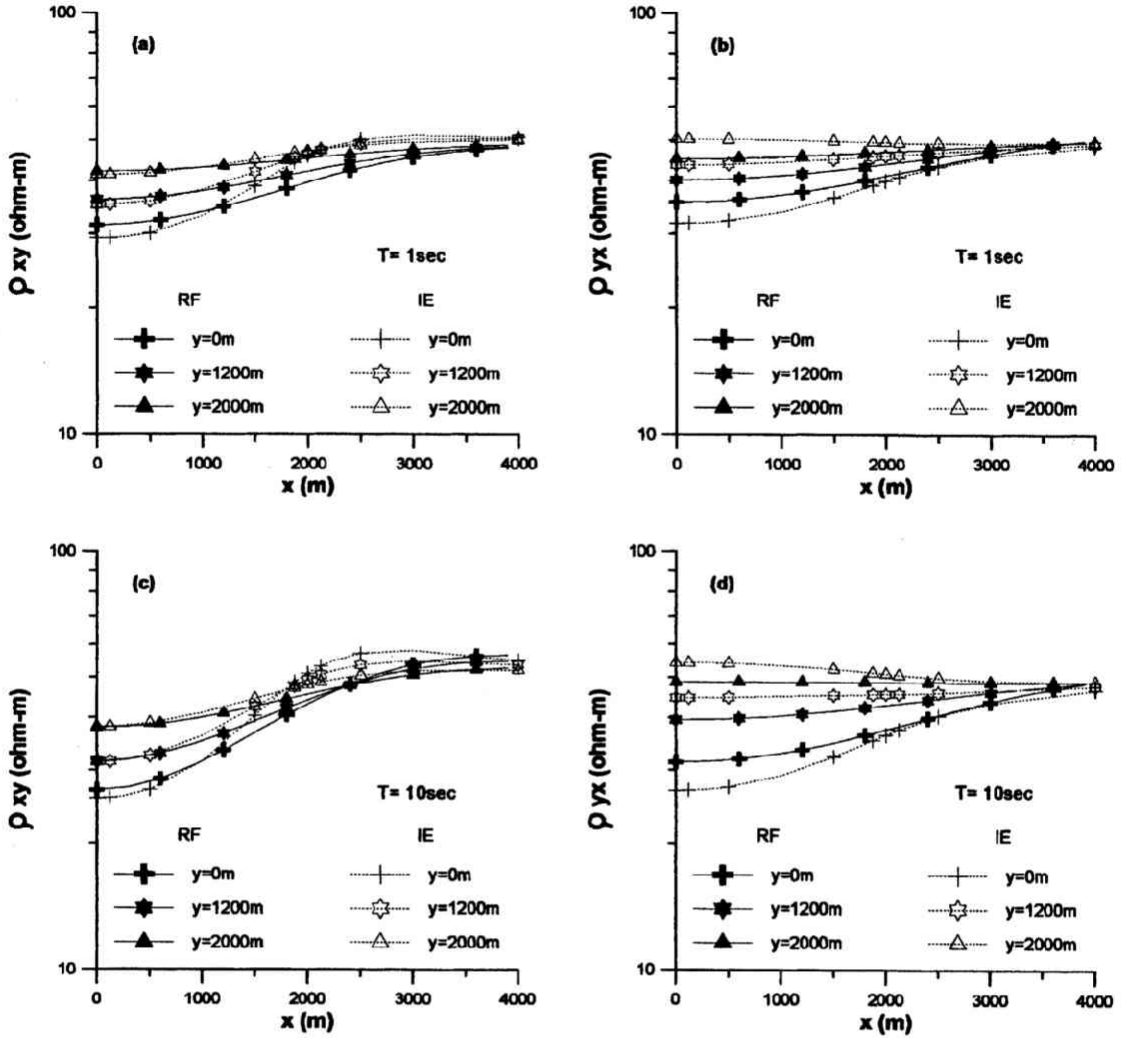 100
(a)
ρ xy (ohm-m)
T= 1sec
RF IE
y=0m y=0m
y=1200m y=1200m
y=2000m y=2000m
10
0 1000 2000 3000 4000
x (m)
100
(b)
ρ yx (ohm-m)
T= 1sec
RF IE
y=0m y=0m
y=1200m y=1200m
y=2000m y=2000m
10
0 1000 2000 3000 4000
x (m)
100
(c)
ρ xy (ohm-m)
T= 10sec
RF IE
y=0m y=0m
y=1200m y=1200m
y=2000m y=2000m
10
0 1000 2000 3000 4000
x (m)
100
(d)
ρ yx (ohm-m)
T= 10sec
RF IE
y=0m y=0m
y=1200m y=1200m
y=2000m y=2000m
10
0 1000 2000 3000 4000
x (m)